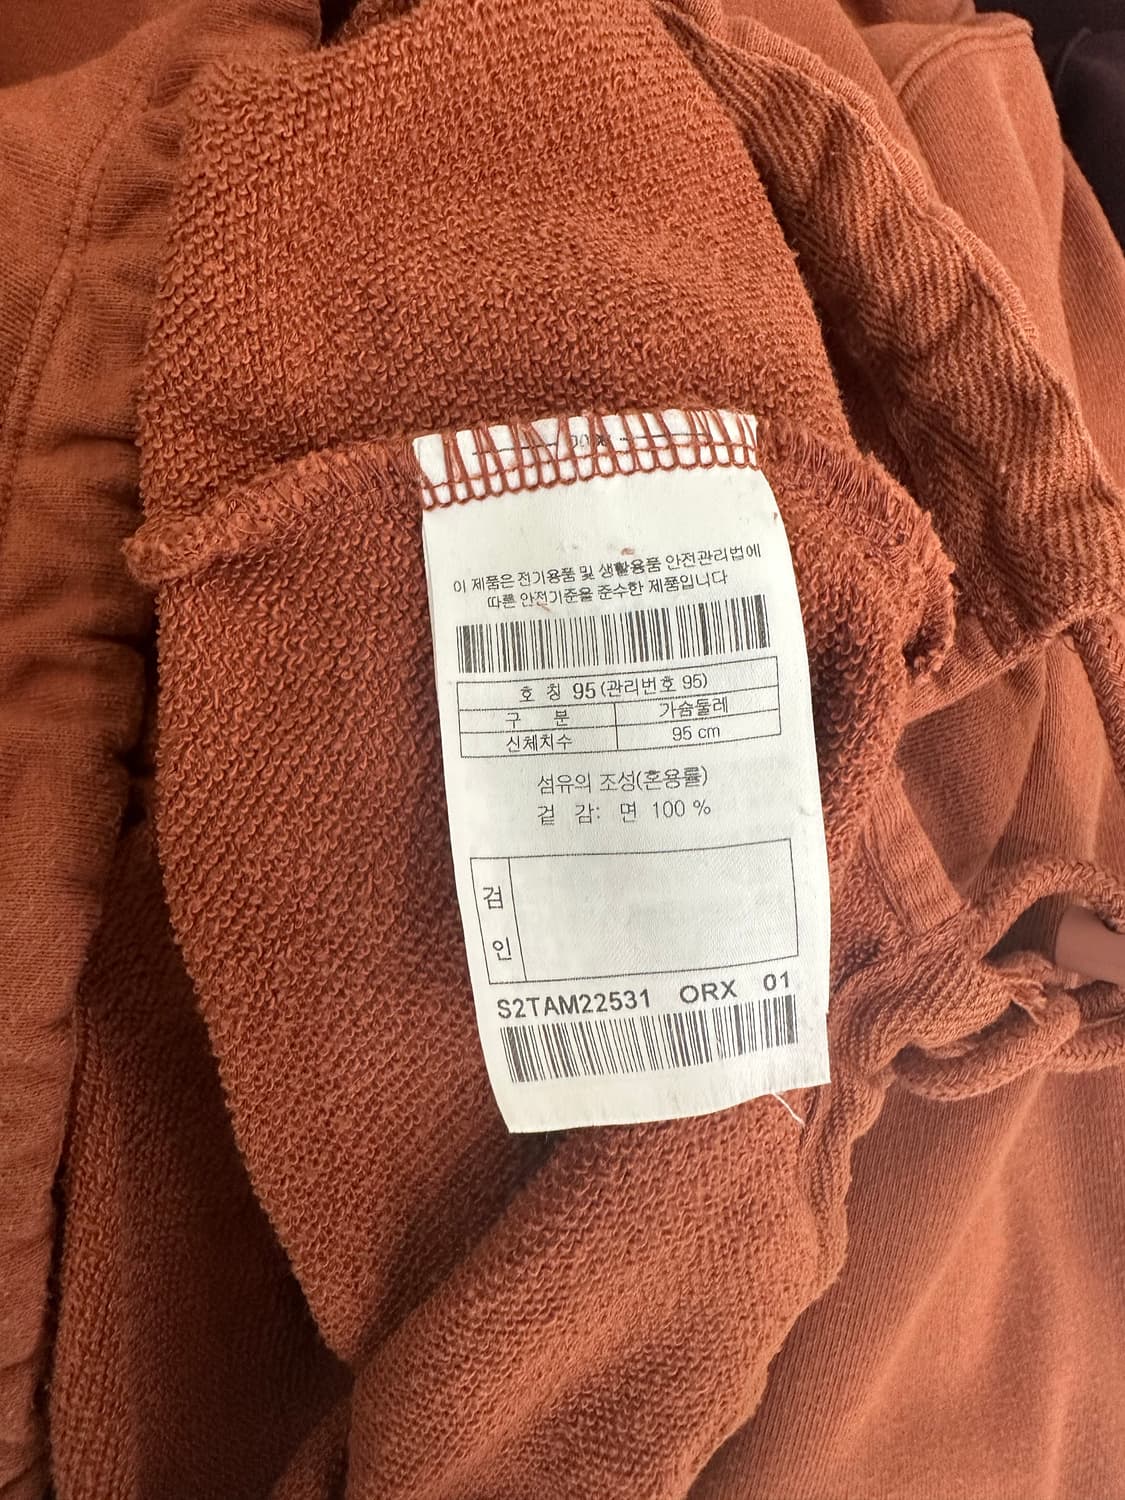 이 제품은 전기용품 및 생활용품 안전관리법에
따른 안전기준을 준수한 제품입니다
호 칭 95(관리번호 95)
구 분 가슴둘레
신체치수 95 cm
섬유의 조성(혼용률)
겉 감: 면 100 %
검
인
S2TAM22531 ORX 01